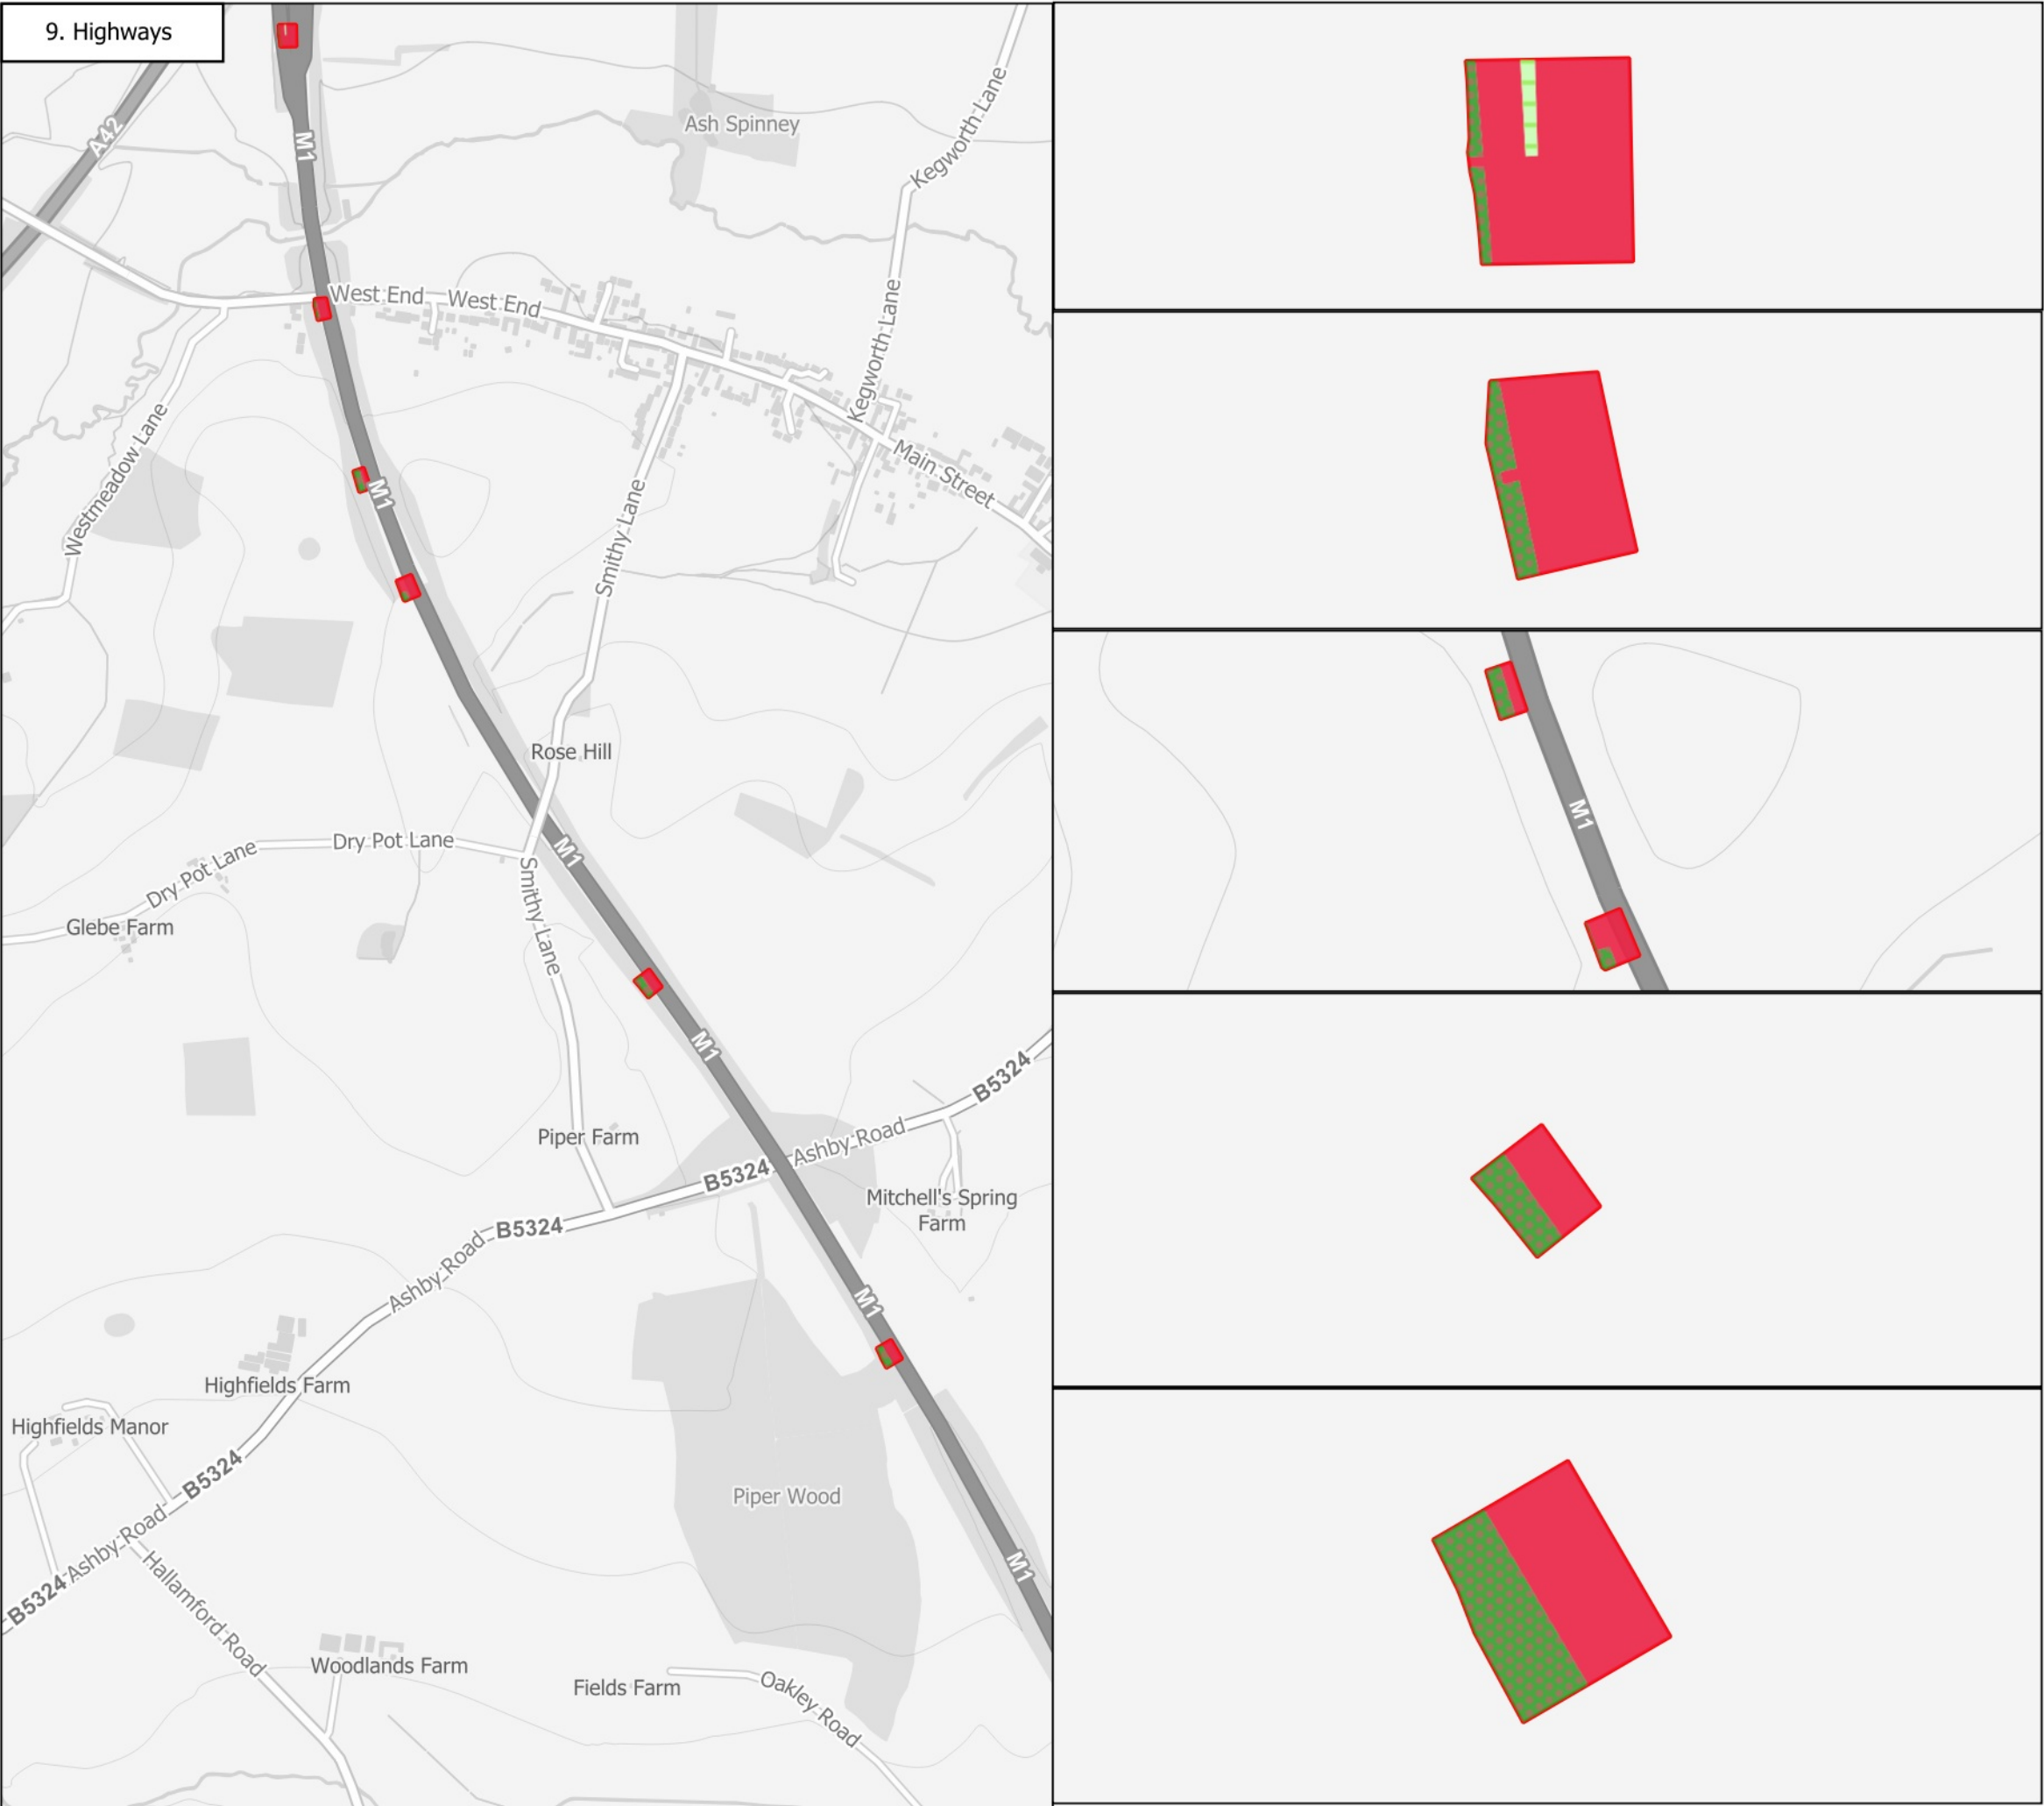 9. Highways
A42
M1
Ash Spinney
Kegworth Lane
West End
West End
Kegworth Lane
Westmeadow Lane
M1
Main Street
Smithy Lane
Rose Hill
Dry Pot Lane
M1
Dry Pot Lane
Smithy Lane
Glebe Farm
M1
B5324
Piper Farm
Ashby Road
B5324
Mitchell's Spring
Farm
B5324
Ashby Road
M1
Highfields Farm
Highfields Manor
B5324
Piper Wood
Ashby Road
M1
B5324
Hallamford Road
Woodlands Farm
Fields Farm
Oakley Road
M1